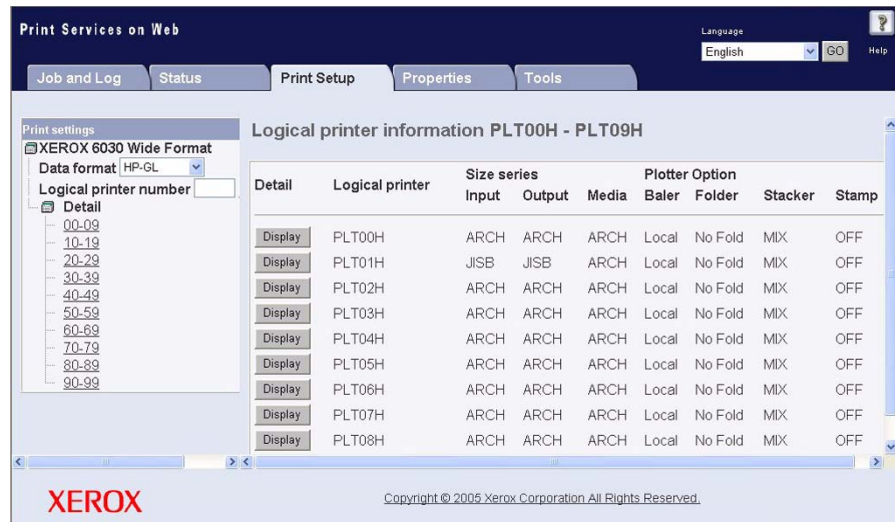 Print Services on Web
Language
English GO Help
Job and Log Status Print Setup Properties Tools
Print settings
XEROX 6030 Wide Format
Data format HP-GL
Logical printer number
Detail
00-09
10-19
20-29
30-39
40-49
50-59
60-69
70-79
80-89
90-99
Logical printer information PLT00H - PLT09H
Size series Plotter Option
Detail Logical printer Input Output Media Baler Folder Stacker Stamp
Display PLT00H ARCH ARCH ARCH Local No Fold MIX OFF
Display PLT01H JISB JISB ARCH Local No Fold MIX OFF
Display PLT02H ARCH ARCH ARCH Local No Fold MIX OFF
Display PLT03H ARCH ARCH ARCH Local No Fold MIX OFF
Display PLT04H ARCH ARCH ARCH Local No Fold MIX OFF
Display PLT05H ARCH ARCH ARCH Local No Fold MIX OFF
Display PLT06H ARCH ARCH ARCH Local No Fold MIX OFF
Display PLT07H ARCH ARCH ARCH Local No Fold MIX OFF
Display PLT08H ARCH ARCH ARCH Local No Fold MIX OFF
XEROX
Copyright © 2005 Xerox Corporation All Rights Reserved.